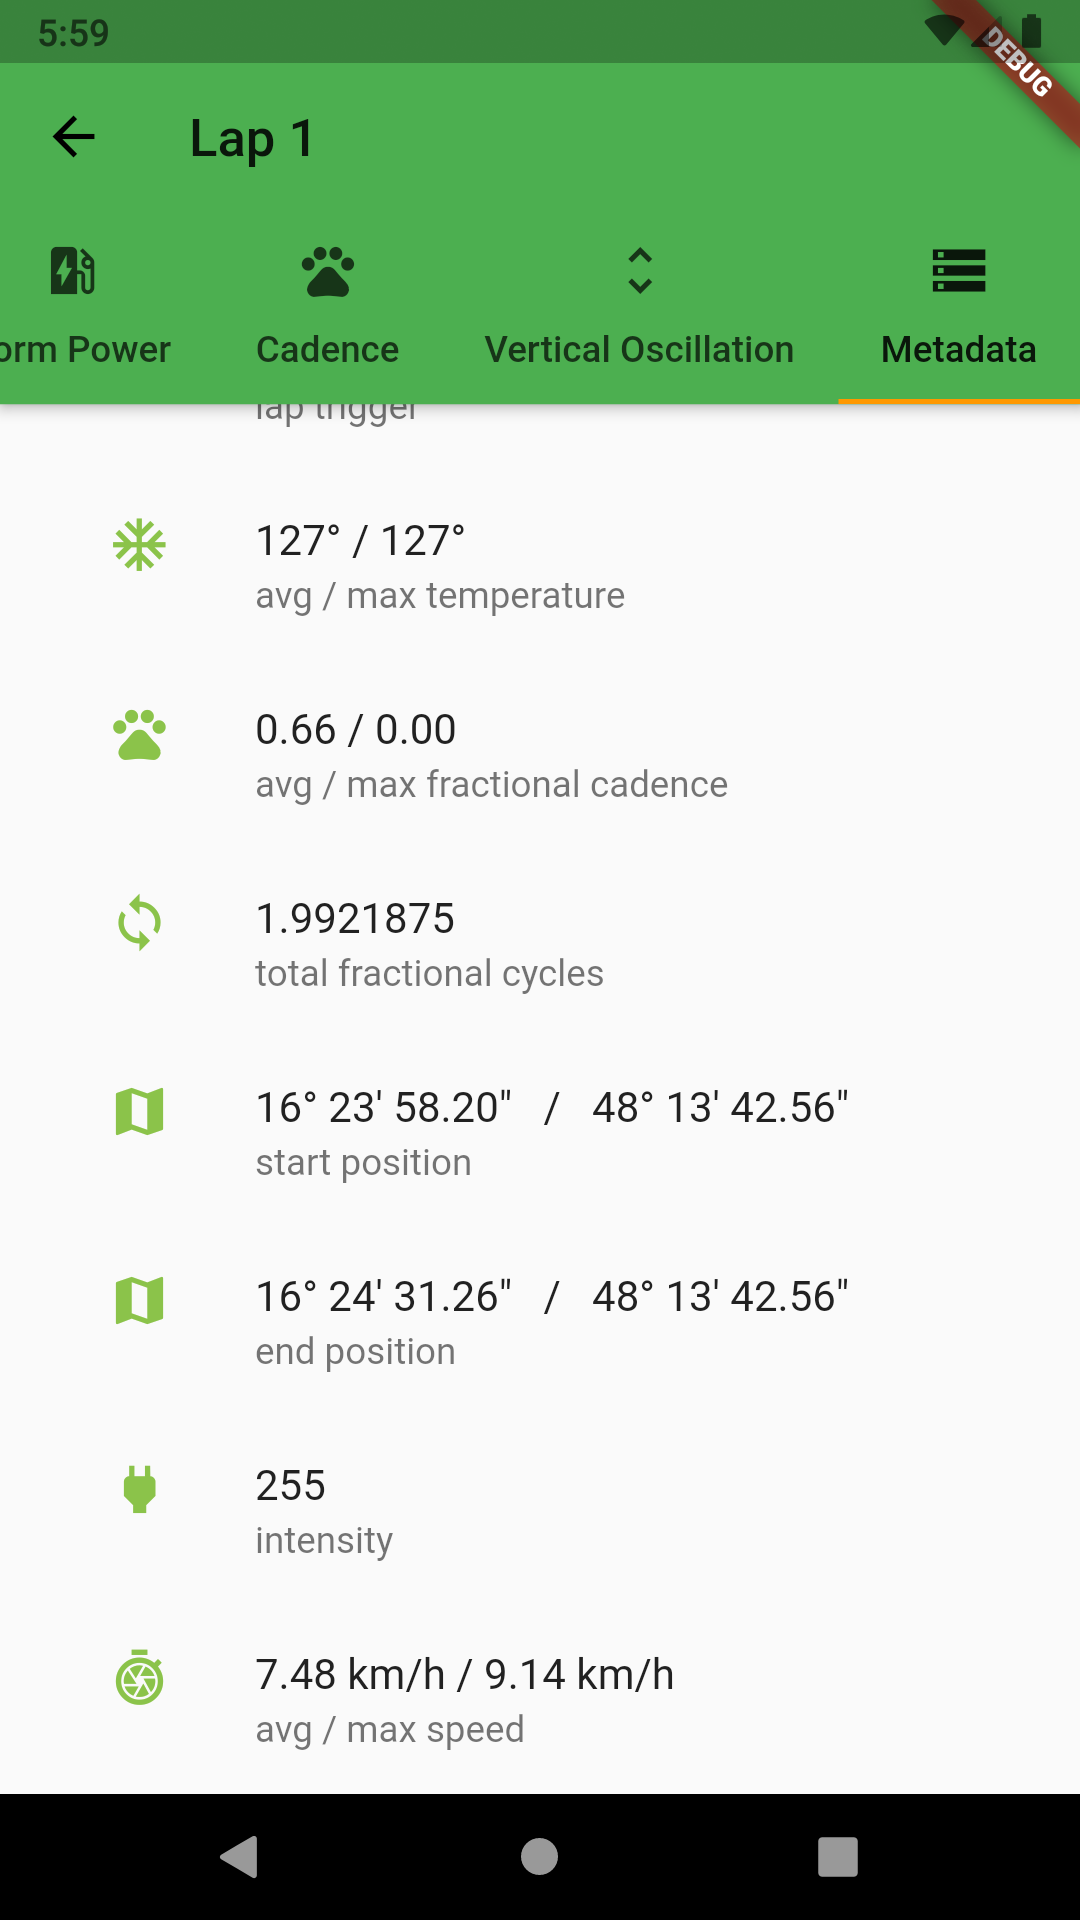 5:59
DEBUG
Lap 1
orm Power
Cadence
Vertical Oscillation
Metadata
lap trigger
127° / 127°
avg / max temperature
0.66 / 0.00
avg / max fractional cadence
1.9921875
total fractional cycles
16° 23' 58.20"   /   48° 13' 42.56"
start position
16° 24' 31.26"   /   48° 13' 42.56"
end position
255
intensity
7.48 km/h / 9.14 km/h
avg / max speed